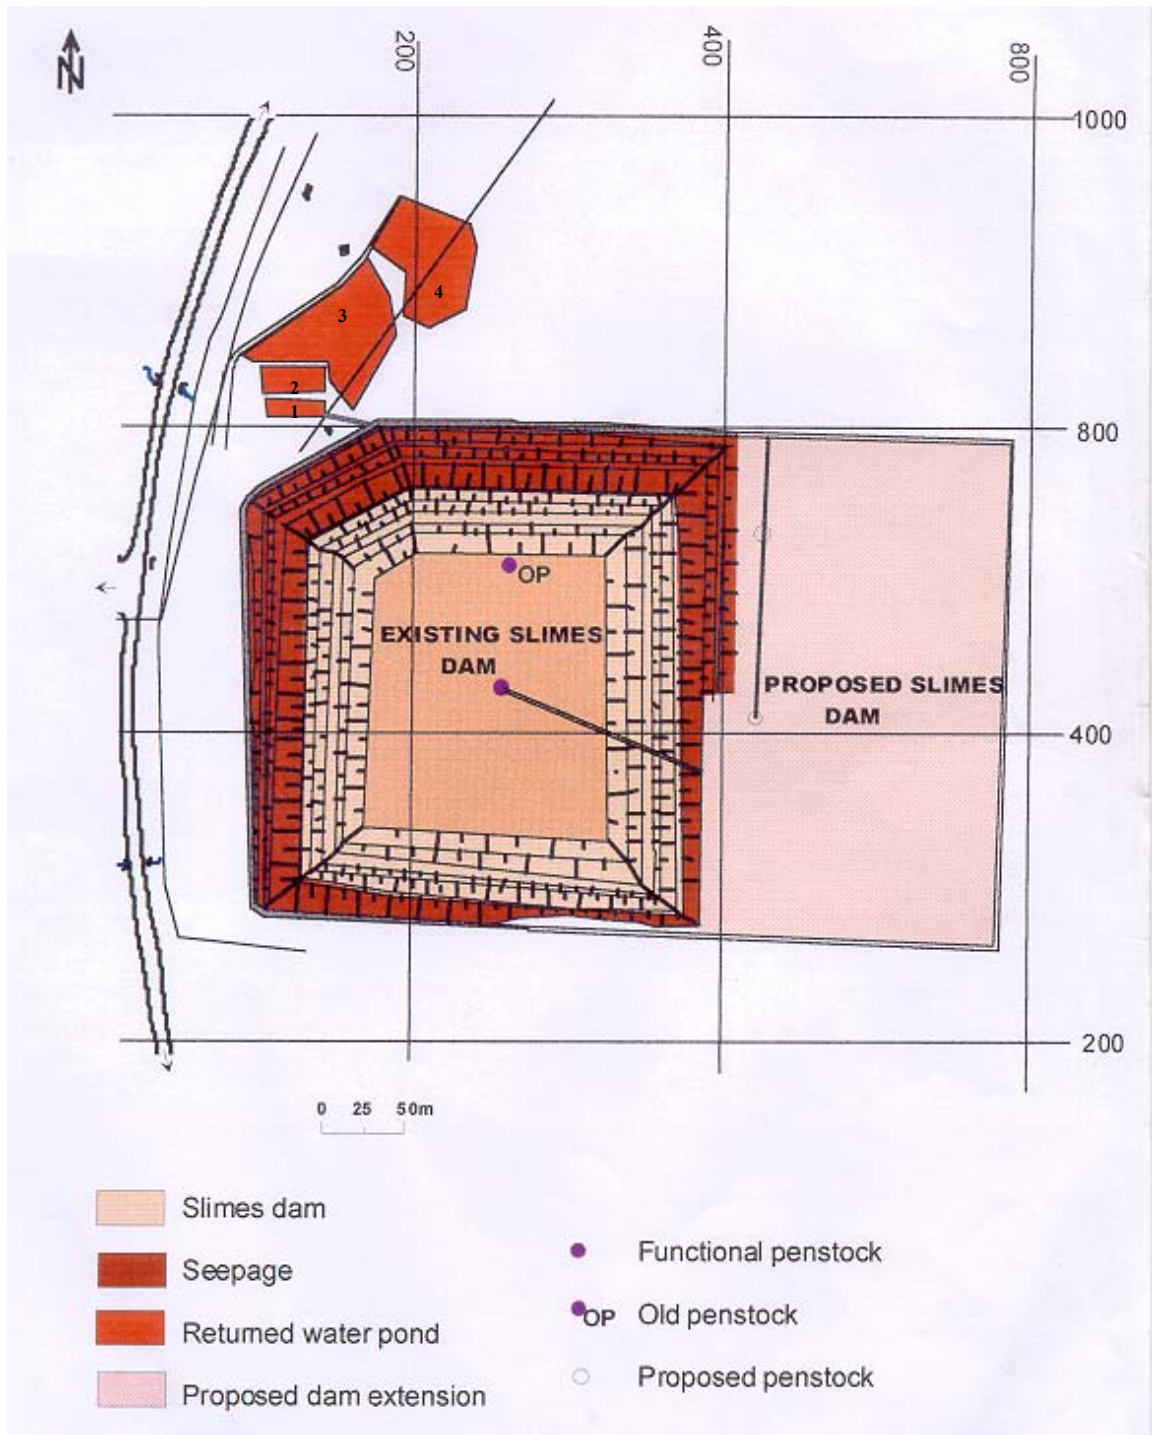 N
200
400
800
1000
4
3
2
1
800
OP
EXISTING SLIMES
DAM
PROPOSED SLIMES
DAM
400
200
0 25 50m
Slimes dam
Seepage
Returned water pond
Proposed dam extension
Functional penstock
OP Old penstock
Proposed penstock